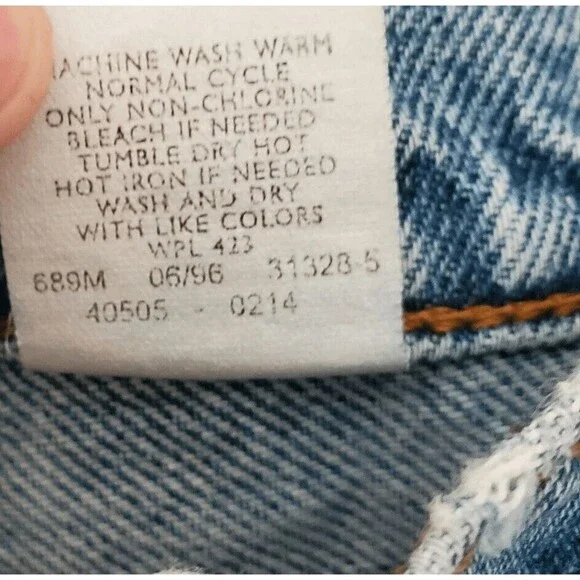 MACHINE WASH WARM
NORMAL CYCLE
ONLY NON-CHLORINE
BLEACH IF NEEDED
TUMBLE DRY HOT
HOT IRON IF NEEDED
WASH AND DRY
WITH LIKE COLORS
WPL 423
689M 06/96 31328-5
40505 - 0214